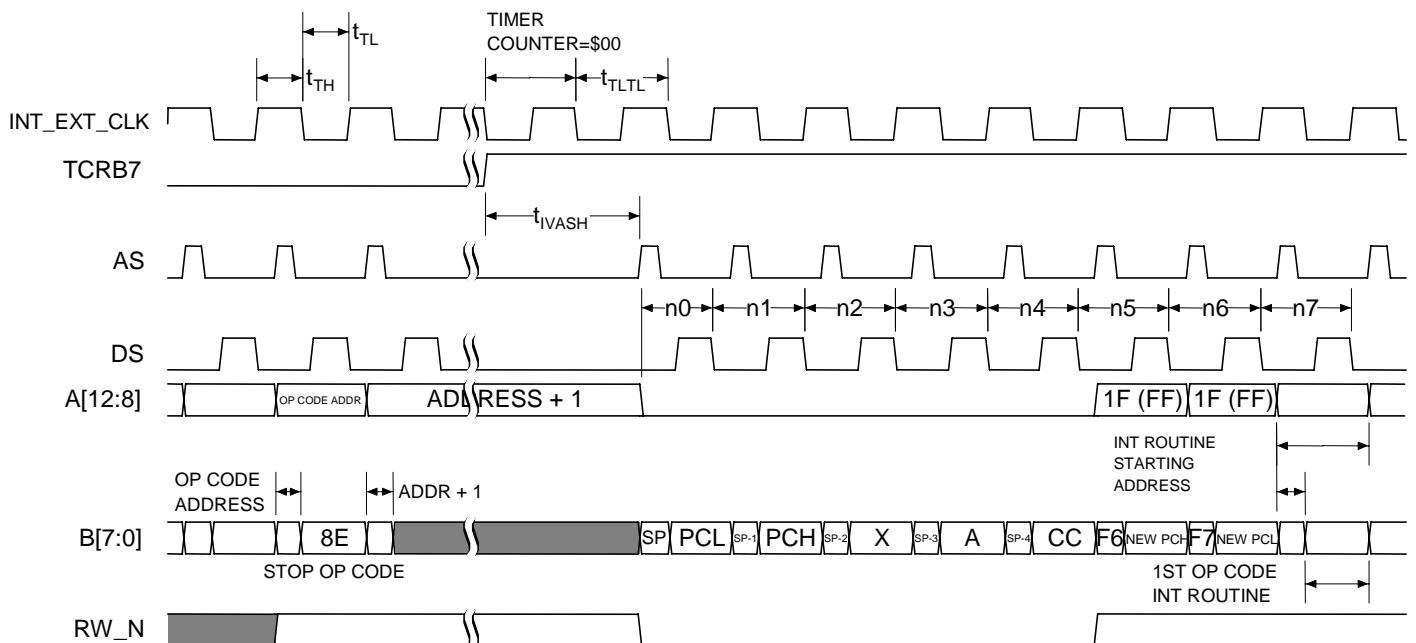 TIMER
COUNTER=$00
tTL
tTH
tTLTL
INT_EXT_CLK
TCRB7
tIVASH
AS
n0 n1 n2 n3 n4 n5 n6 n7
DS
A[12:8] OP CODE ADDR ADDRESS + 1 1F (FF) 1F (FF)
INT ROUTINE
STARTING
ADDRESS
OP CODE
ADDRESS
ADDR + 1
B[7:0] 8E SP PCL SP-1 PCH SP-2 X SP-3 A SP-4 CC F6 NEW PCH F7 NEW PCL
STOP OP CODE
1ST OP CODE
INT ROUTINE
RW_N